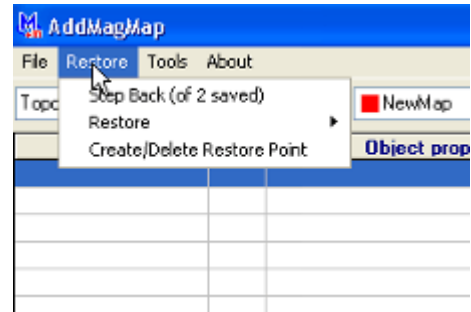 AddMagMap
File Restore Tools About
Step Back (of 2 saved)
Restore
Create/Delete Restore Point
Topo
NewMap
Object prop